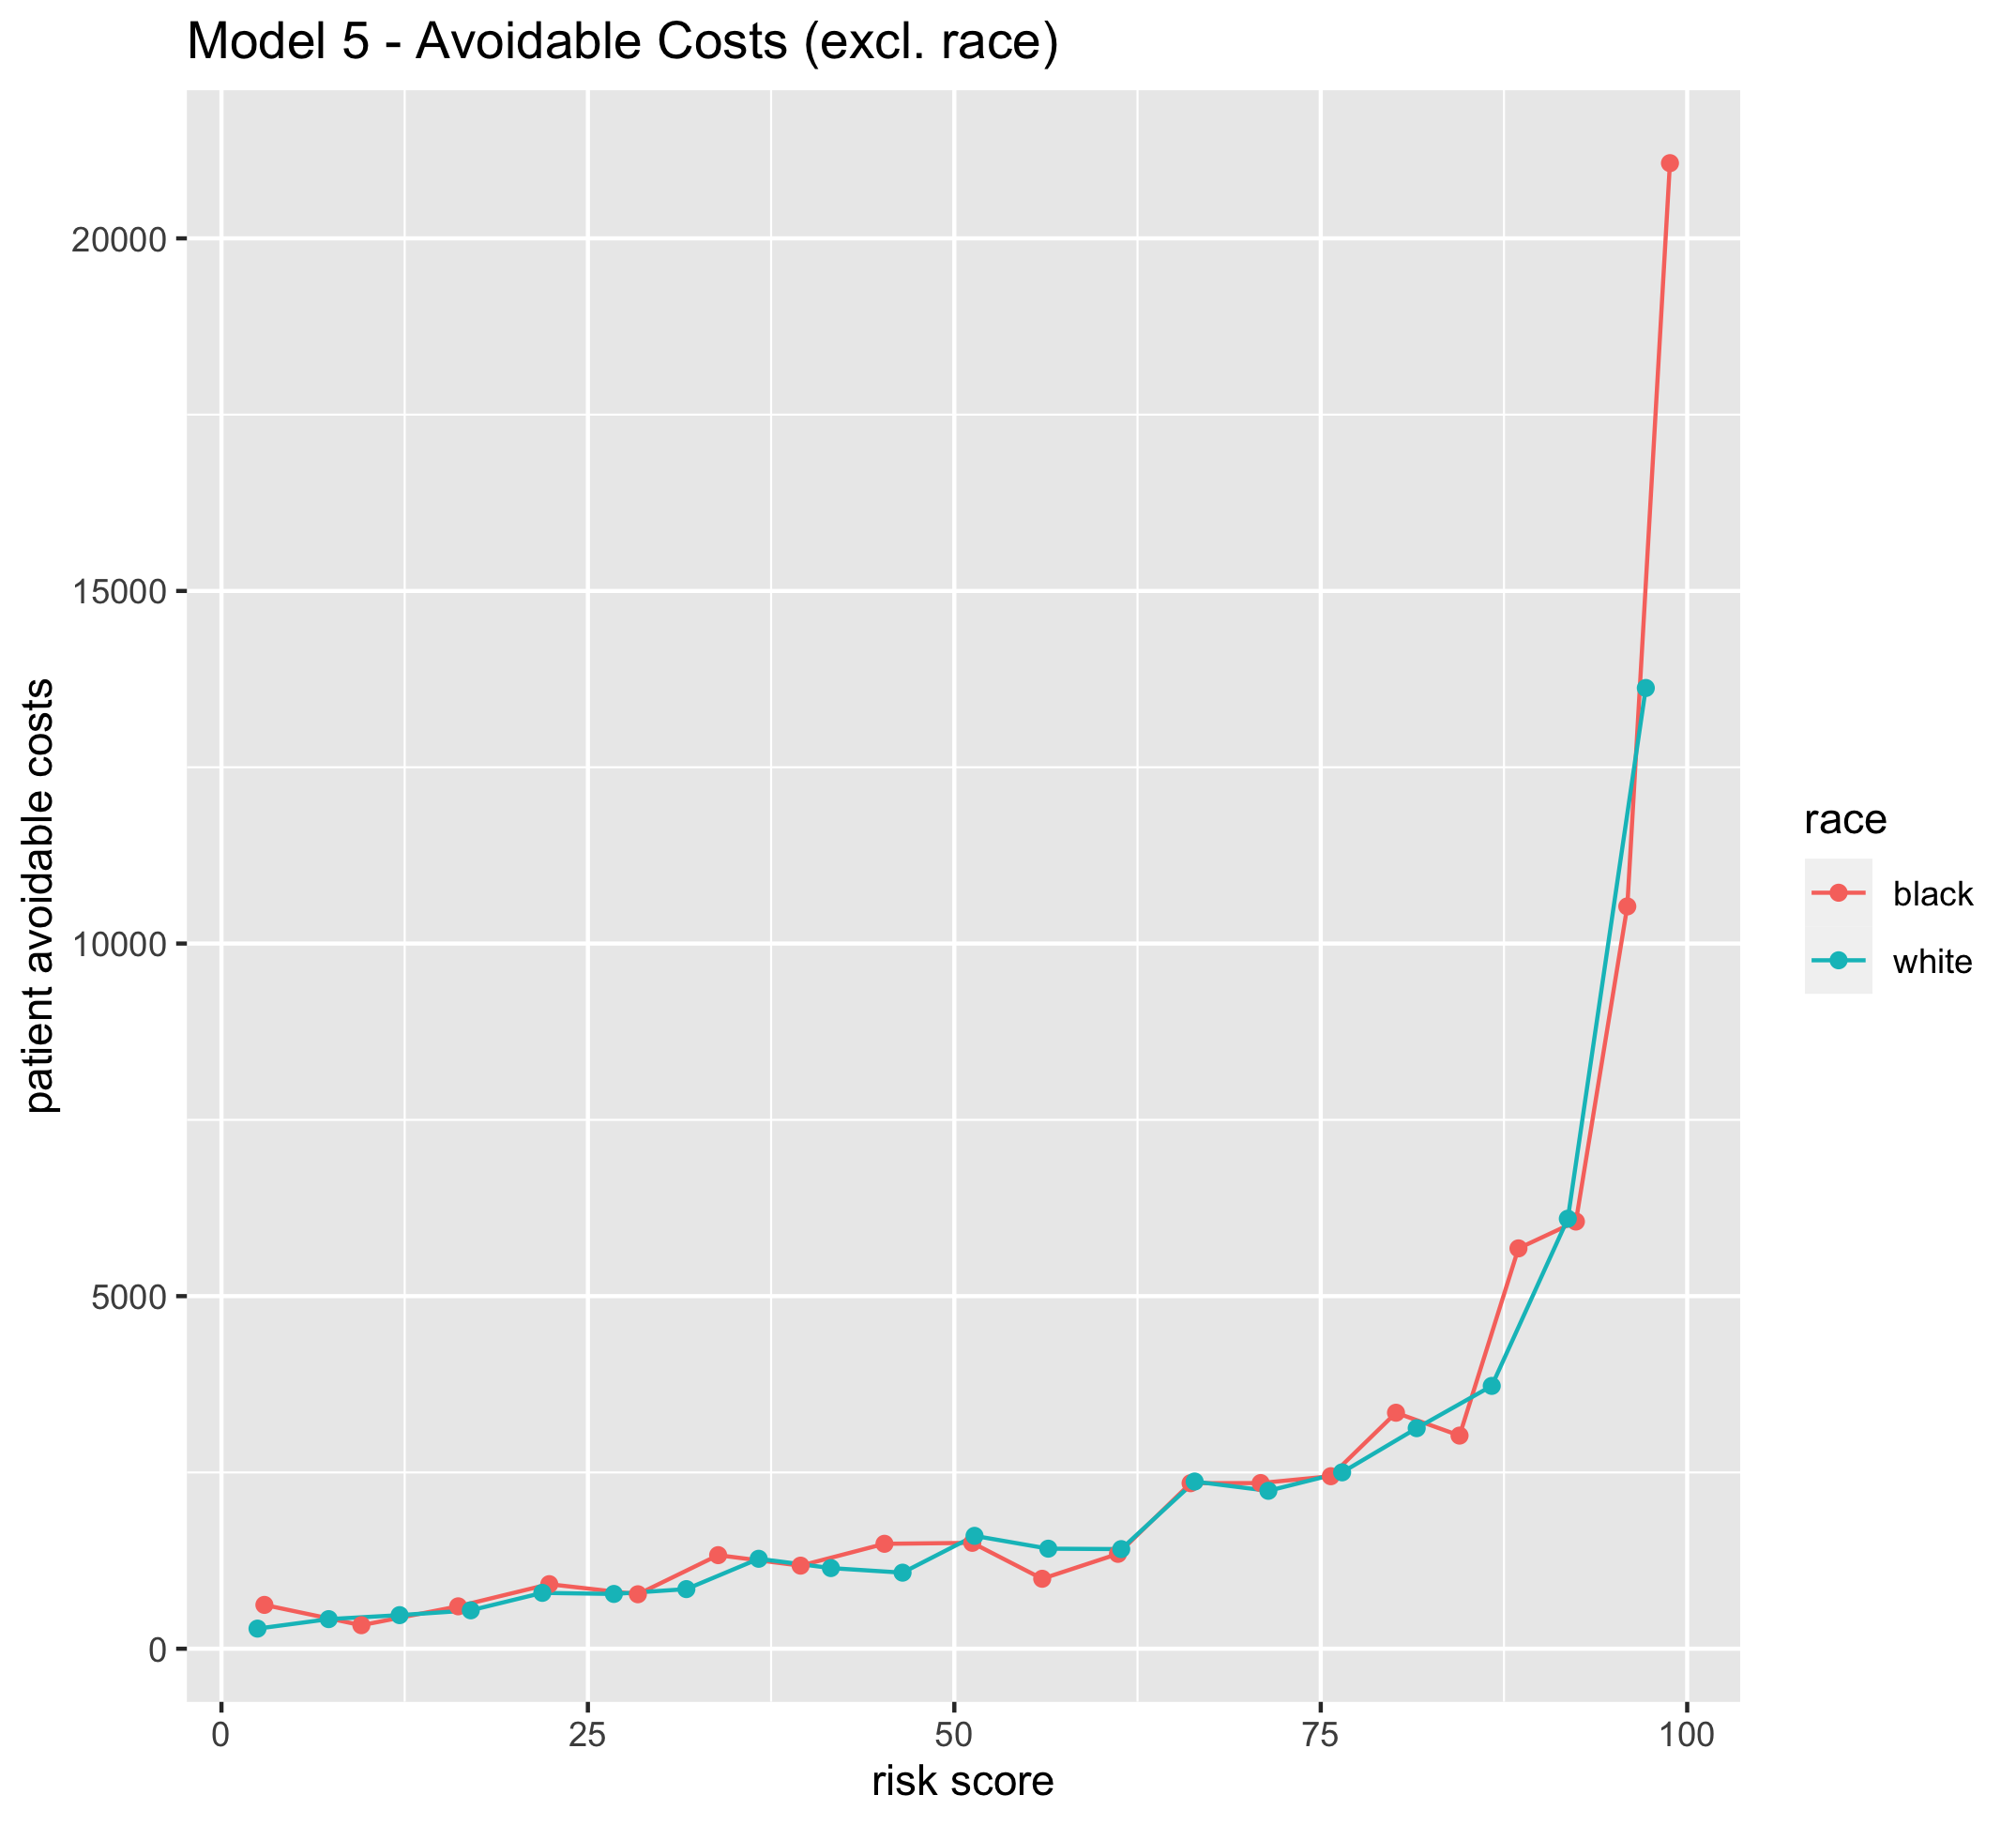 Model 5 - Avoidable Costs (excl. race)
patient avoidable costs
20000
15000
10000
5000
0
0 25 50 75 100
risk score
race
black
white